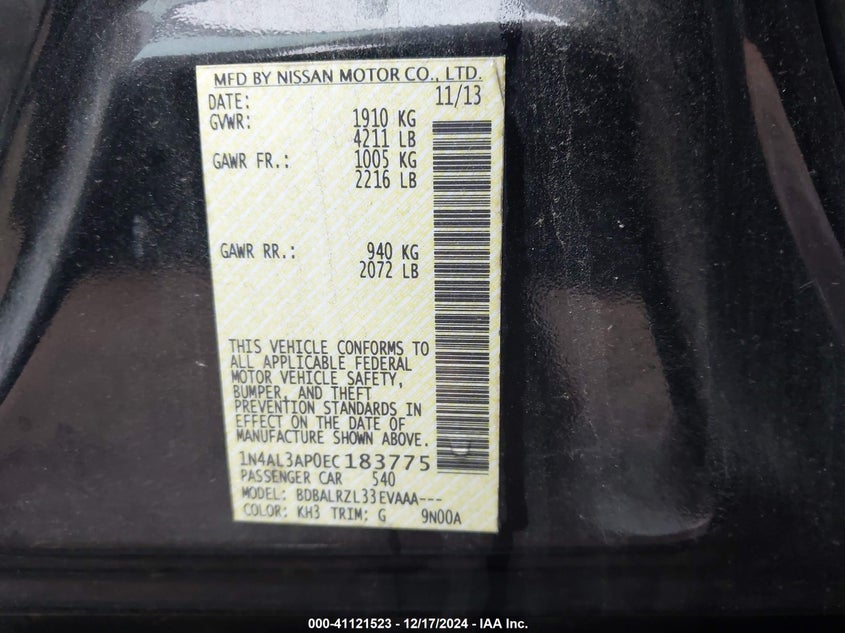 MFD BY NISSAN MOTOR CO., LTD.
DATE: 11/13
GVWR: 1910 KG
4211 LB
GAWR FR.: 1005 KG
2216 LB
GAWR RR.: 940 KG
2072 LB
THIS VEHICLE CONFORMS TO
ALL APPLICABLE FEDERAL
MOTOR VEHICLE SAFETY,
BUMPER, AND THEFT
PREVENTION STANDARDS IN
EFFECT ON THE DATE OF
MANUFACTURE SHOWN ABOVE.
1N4AL3AP0EC183775
PASSENGER CAR 540
MODEL: BDBALRZL33EVAAA---
COLOR: KH3 TRIM: G 9N00A
000-41121523 - 12/17/2024 - IAA Inc.